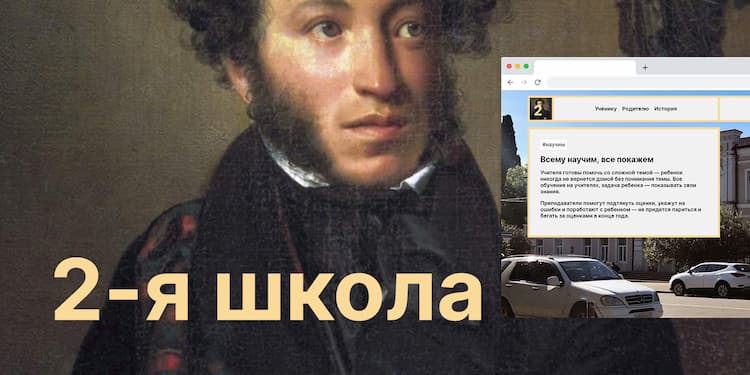 2
Ученику Родителю История
#научим
Всему научим, все покажем
Учителя готовы помочь со сложной темой — ребенок
никогда не вернется домой без понимания темы. Все
обучение на учителях, задача ребенка — показывать свои
знания.
Преподаватели помогут подтянуть оценки, укажут на
ошибки и поработают с ребенком — не придется париться и
бегать за оценками в конце года.
2-я школа